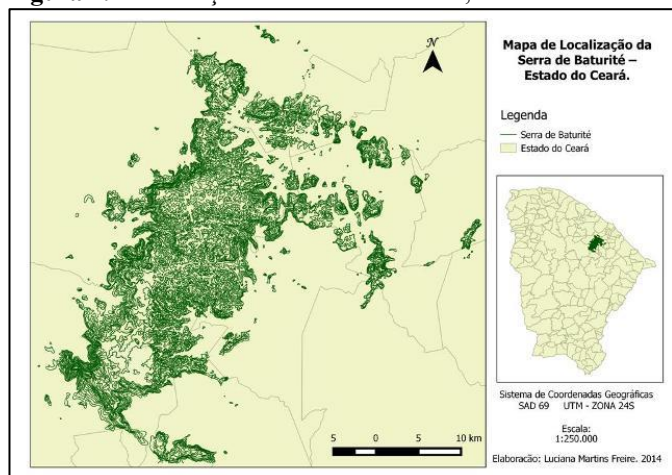 Mapa de Localização da
Serra de Baturité –
Estado do Ceará.
Legenda
Serra de Baturité
Estado do Ceará
N
5 0 5 10 km
Sistema de Coordenadas Geográficas
SAD 69 UTM - ZONA 24S
Escala:
1:250.000
Elaboracão: Luciana Martins Freire. 2014